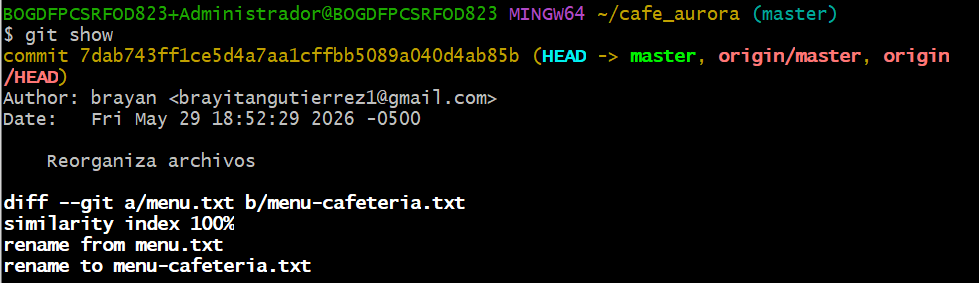 BOGDFPCSRFOD823+Administrador@BOGDFPCSRFOD823 MINGW64 ~/cafe_aurora (master)
$ git show
commit 7dab743ff1ce5d4a7aa1cffbb5089a040d4ab85b (HEAD -> master, origin/master, origin
/HEAD)
Author: brayan <brayitangutierrez1@gmail.com>
Date:   Fri May 29 18:52:29 2026 -0500

    Reorganiza archivos

diff --git a/menu.txt b/menu-cafeteria.txt
similarity index 100%
rename from menu.txt
rename to menu-cafeteria.txt